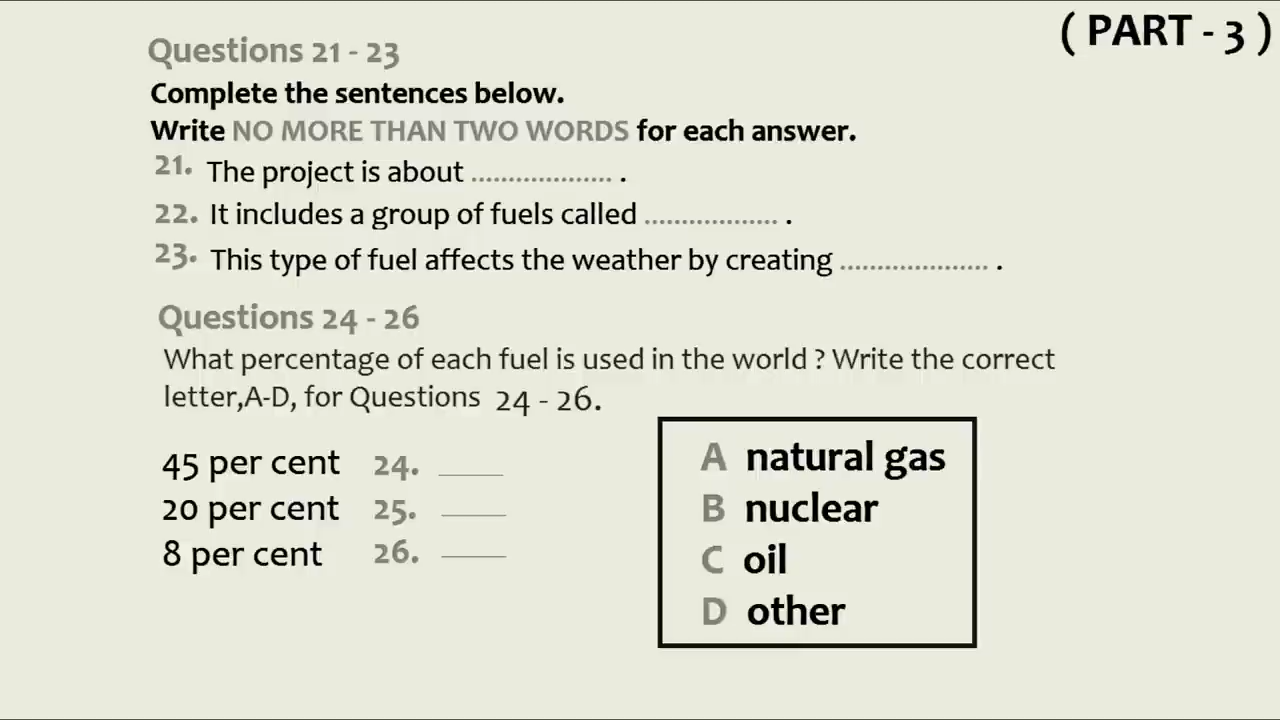 ( PART - 3 )
Questions 21 - 23
Complete the sentences below.
Write NO MORE THAN TWO WORDS for each answer.
21. The project is about ................... .
22. It includes a group of fuels called .................. .
23. This type of fuel affects the weather by creating .................... .
Questions 24 - 26
What percentage of each fuel is used in the world ? Write the correct
letter,A-D, for Questions 24 - 26.
45 per cent 24. ____
20 per cent 25. ____
8 per cent 26. ____
A natural gas
B nuclear
C oil
D other